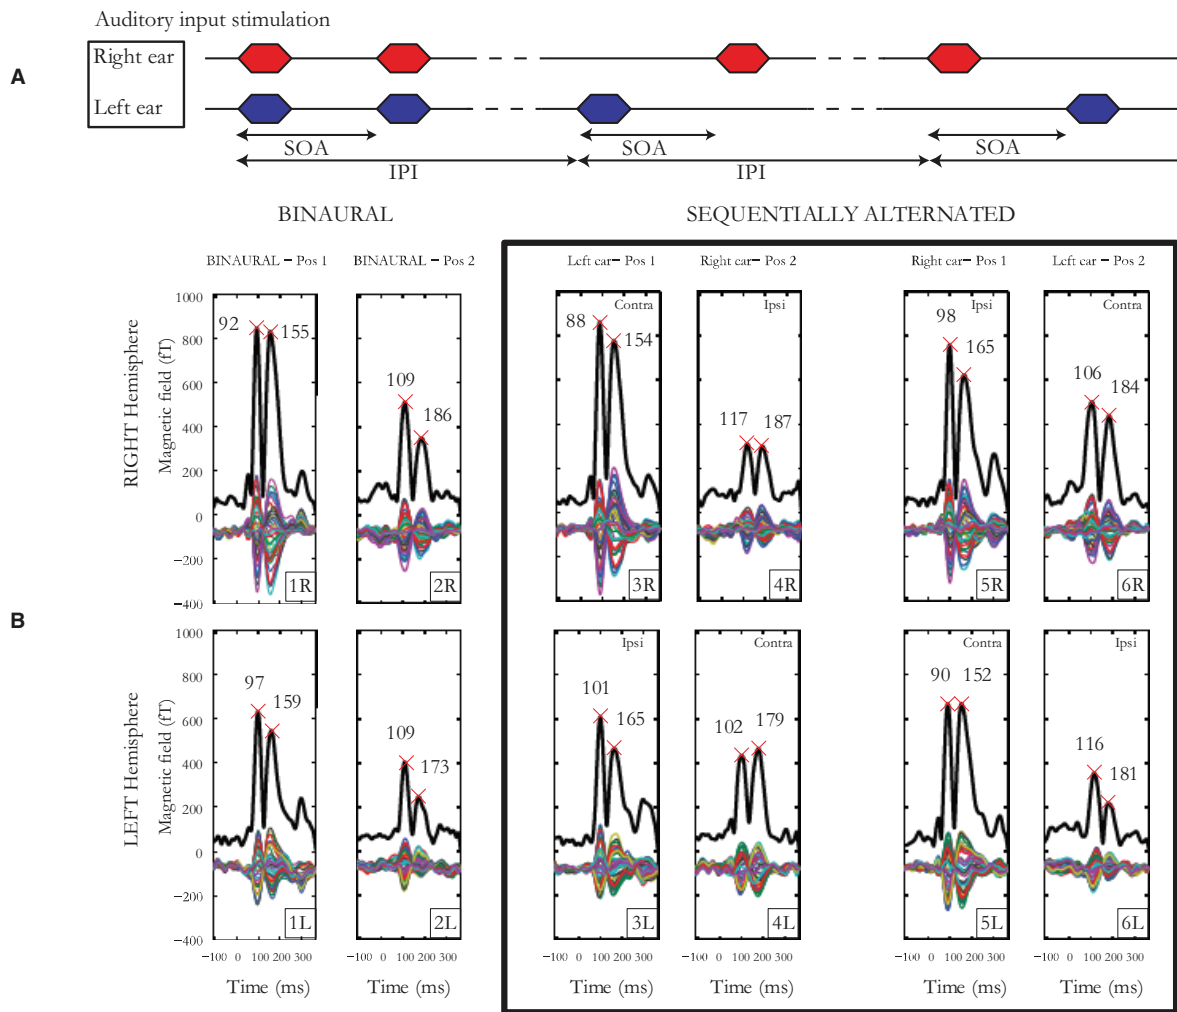 Auditory input stimulation
A
Right ear
Left ear
SOA
SOA
SOA
IPI
IPI
BINAURAL
SEQUENTIALLY ALTERNATED
BINAURAL – Pos 1
BINAURAL – Pos 2
Left ear– Pos 1
Right ear– Pos 2
Right ear– Pos 1
Left ear– Pos 2
B
RIGHT Hemisphere
Magnetic field (fT)
1000
800
600
400
200
0
−200
−400
92
155
1R
109
186
2R
Contra
88
154
3R
Ipsi
117
187
4R
Ipsi
98
165
5R
Contra
106
184
6R
LEFT Hemisphere
Magnetic field (fT)
1000
800
600
400
200
0
−200
−400
97
159
1L
109
173
2L
Ipsi
101
165
3L
Contra
102
179
4L
Contra
90
152
5L
Ipsi
116
181
6L
−100 0 100 200 300
−100 0 100 200 300
−100 0 100 200 300
−100 0 100 200 300
−100 0 100 200 300
−100 0 100 200 300
Time (ms)
Time (ms)
Time (ms)
Time (ms)
Time (ms)
Time (ms)